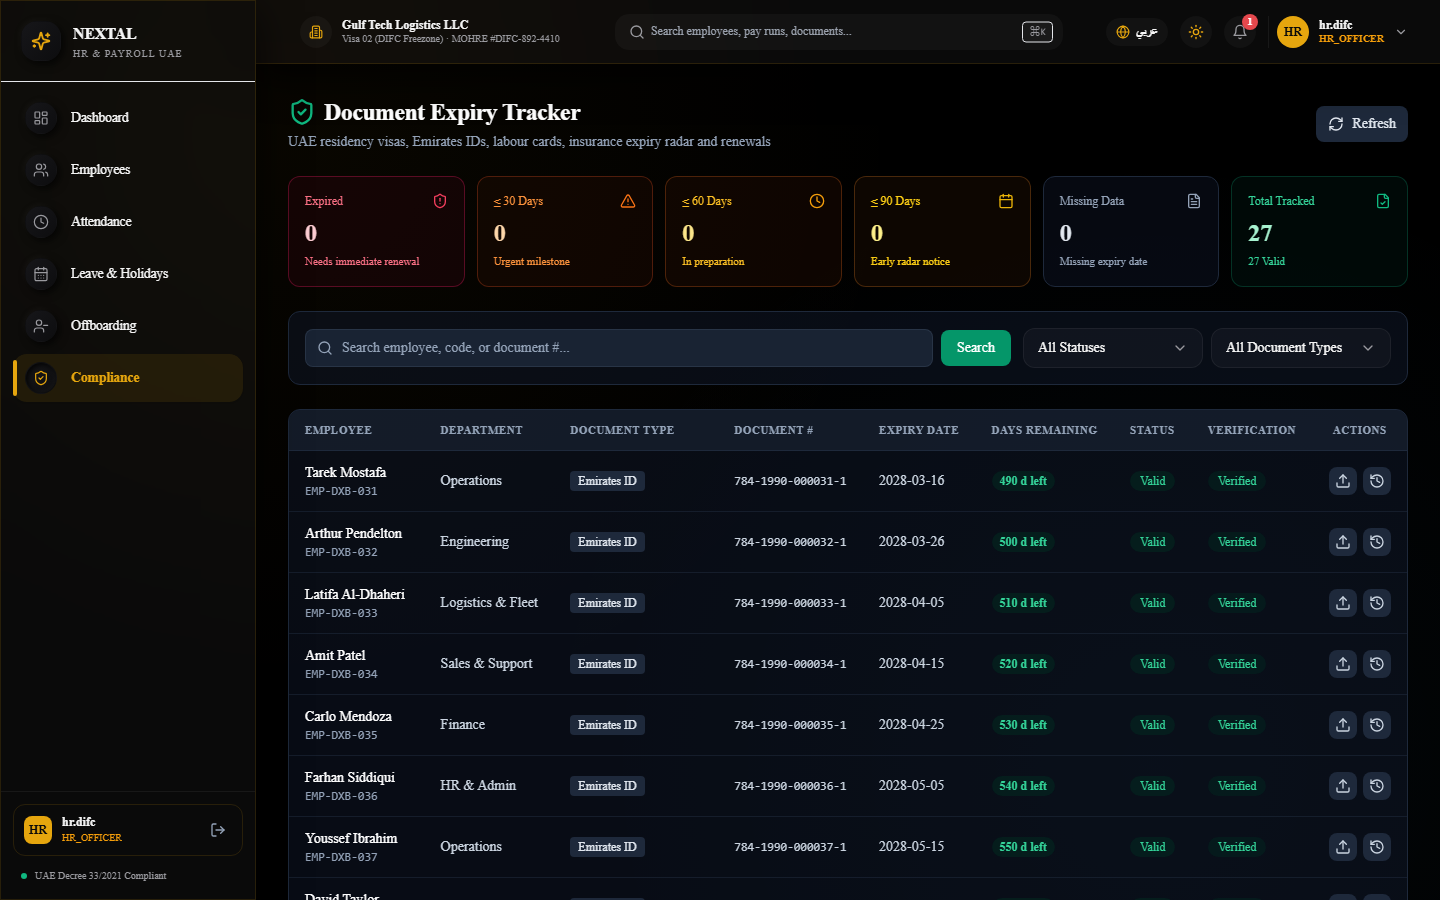 NEXTAL
HR & PAYROLL UAE
Dashboard
Employees
Attendance
Leave & Holidays
Offboarding
Compliance
HR
hr.difc
HR_OFFICER
UAE Decree 33/2021 Compliant
Gulf Tech Logistics LLC
Visa 02 (DIFC Freezone) · MOHRE #DIFC-892-4410
Search employees, pay runs, documents...
⌘K
عربي
1
HR
hr.difc
HR_OFFICER
Document Expiry Tracker
UAE residency visas, Emirates IDs, labour cards, insurance expiry radar and renewals
Refresh
Expired
0
Needs immediate renewal
≤ 30 Days
0
Urgent milestone
≤ 60 Days
0
In preparation
≤ 90 Days
0
Early radar notice
Missing Data
0
Missing expiry date
Total Tracked
27
27 Valid
Search employee, code, or document #...
Search
All Statuses
All Document Types
EMPLOYEE DEPARTMENT DOCUMENT TYPE DOCUMENT # EXPIRY DATE DAYS REMAINING STATUS VERIFICATION ACTIONS
Tarek Mostafa
EMP-DXB-031
Operations Emirates ID 784-1990-000031-1 2028-03-16 490 d left Valid Verified
Arthur Pendelton
EMP-DXB-032
Engineering Emirates ID 784-1990-000032-1 2028-03-26 500 d left Valid Verified
Latifa Al-Dhaheri
EMP-DXB-033
Logistics & Fleet Emirates ID 784-1990-000033-1 2028-04-05 510 d left Valid Verified
Amit Patel
EMP-DXB-034
Sales & Support Emirates ID 784-1990-000034-1 2028-04-15 520 d left Valid Verified
Carlo Mendoza
EMP-DXB-035
Finance Emirates ID 784-1990-000035-1 2028-04-25 530 d left Valid Verified
Farhan Siddiqui
EMP-DXB-036
HR & Admin Emirates ID 784-1990-000036-1 2028-05-05 540 d left Valid Verified
Youssef Ibrahim
EMP-DXB-037
Operations Emirates ID 784-1990-000037-1 2028-05-15 550 d left Valid Verified
David Taylor